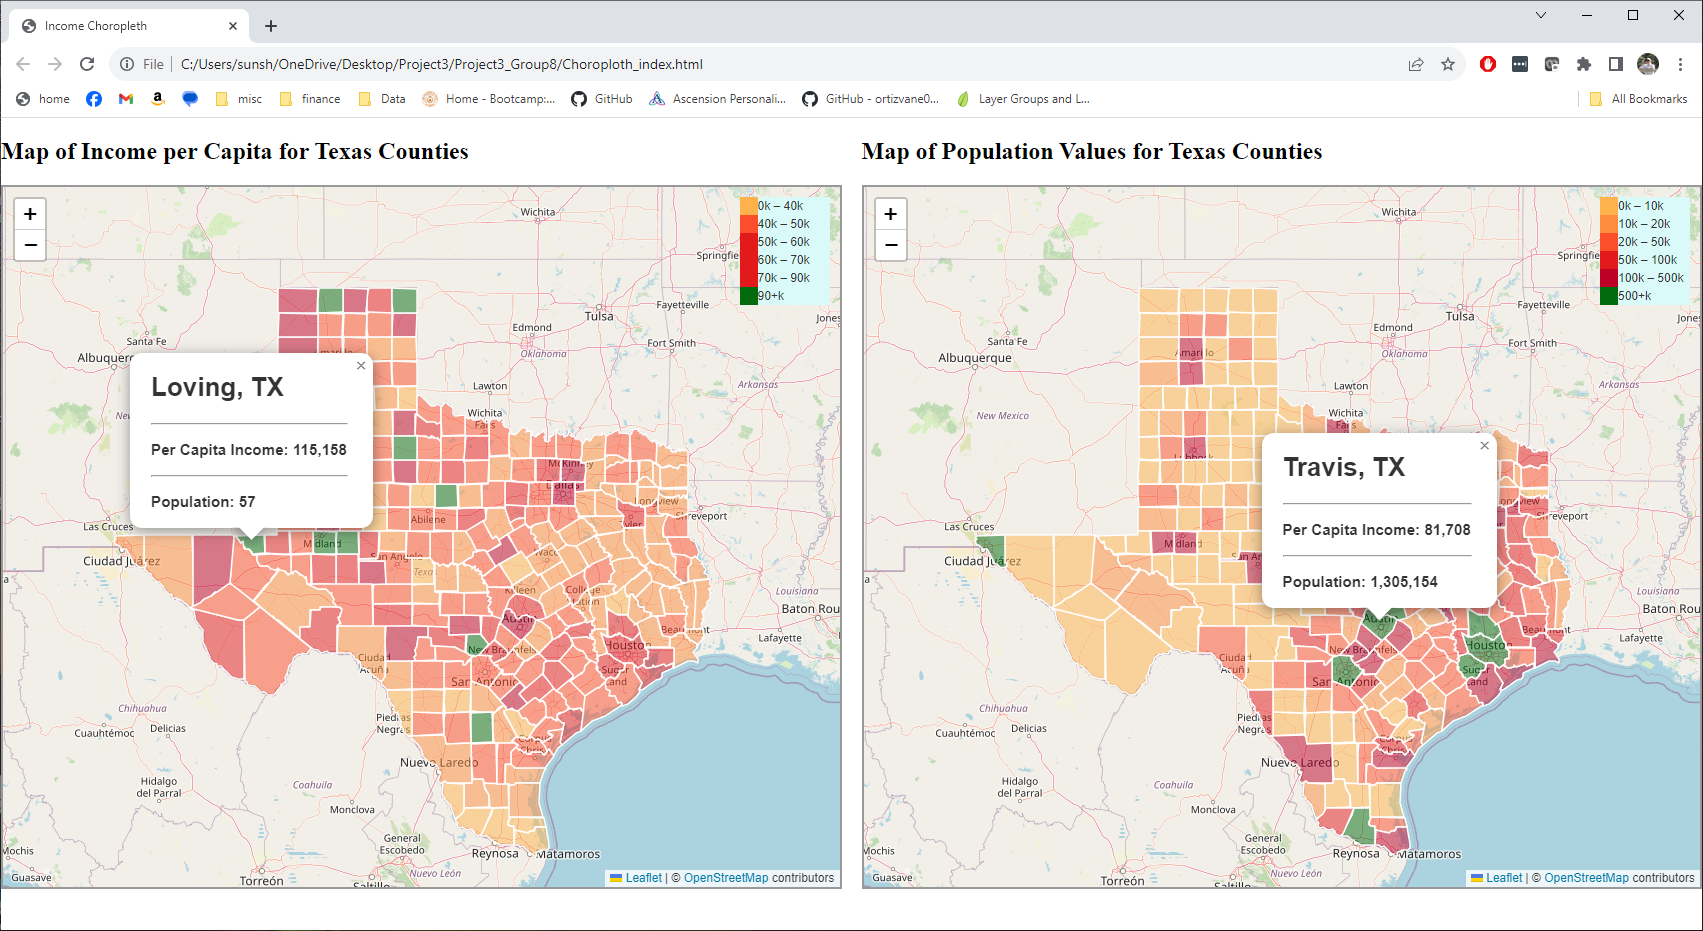 Income Choropleth
File | C:/Users/sunsh/OneDrive/Desktop/Project3/Project3_Group8/Choroploth_index.html
home
misc
finance
Data
Home - Bootcamp:...
GitHub
Ascension Personali...
GitHub - ortizvane0...
Layer Groups and L...
All Bookmarks
Map of Income per Capita for Texas Counties
+
−
0k – 40k
40k – 50k
50k – 60k
60k – 70k
70k – 90k
90+k
Wichita
Springfie
Fayetteville
Tulsa
Jones
Edmond
Oklahoma
Fort Smith
Santa Fe
Albuquerq
Lawton
Arkansas
Wichita
Falls
Loving, TX
Per Capita Income: 115,158
Population: 57
McKinney
Dallas
Longview
Shreveport
Tyler
Abilene
Las Cruces
Ciudad Juárez
Midland
San Angelo
Waco
Texas
Killeen
College
Station
Louisiana
Baton Rou
Austin
Beaumont
Lafayette
New Braunfels
Houston
Ciudad
Acuña
San Antonio
Sugar
Land
Chihuahua
Delicias
Cuauhtémoc
Piedras
Negras
Corpus
Christi
Nuevo Laredo
Hidalgo
del Parral
Coahuila
Monclova
General
Escobedo
Reynosa
Matamoros
Mochis
Guasave
Torreón
Nuevo León
Saltillo
Leaflet | © OpenStreetMap contributors
Map of Population Values for Texas Counties
+
−
0k – 10k
10k – 20k
20k – 50k
50k – 100k
100k – 500k
500+k
Wichita
Springfie
Fayetteville
Tulsa
Jones
Edmond
Oklahoma
Fort Smith
Santa Fe
Albuquerque
Amarillo
Lawton
Arkansas
New Mexico
Wichita
Falls
Lubbock
Travis, TX
Per Capita Income: 81,708
Population: 1,305,154
Shreveport
Las Cruces
Ciudad Juárez
Midland
San An
Louisiana
Baton Rou
Austin
Beaumont
Lafayette
New Braunfels
Houston
Ciudad
Acuña
San Antonio
Sugar
Land
Chihuahua
Delicias
Cuauhtémoc
Piedras
Negras
Corpus
Christi
Nuevo Laredo
Hidalgo
del Parral
Coahuila
Monclova
General
Escobedo
Reynosa
Matamoros
Mochis
Guasave
Torreón
Nuevo León
Saltillo
Leaflet | © OpenStreetMap contributors